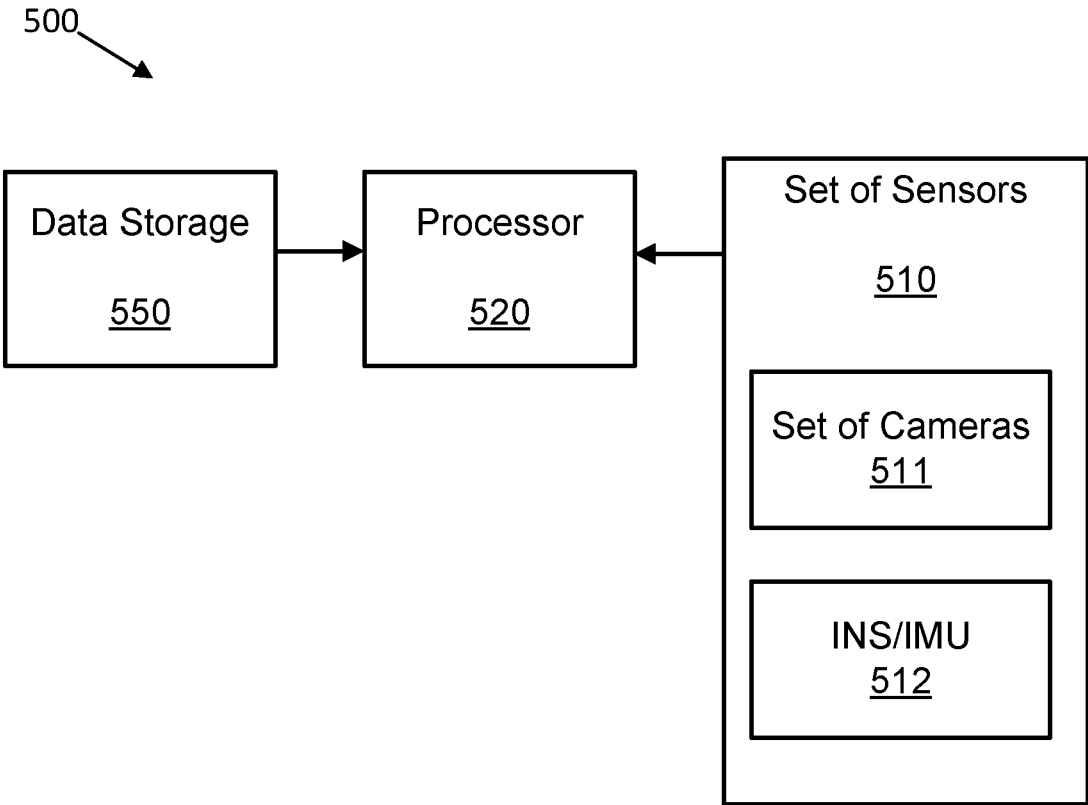 500
Data Storage
550
Processor
520
Set of Sensors
510
Set of Cameras
511
INS/IMU
512